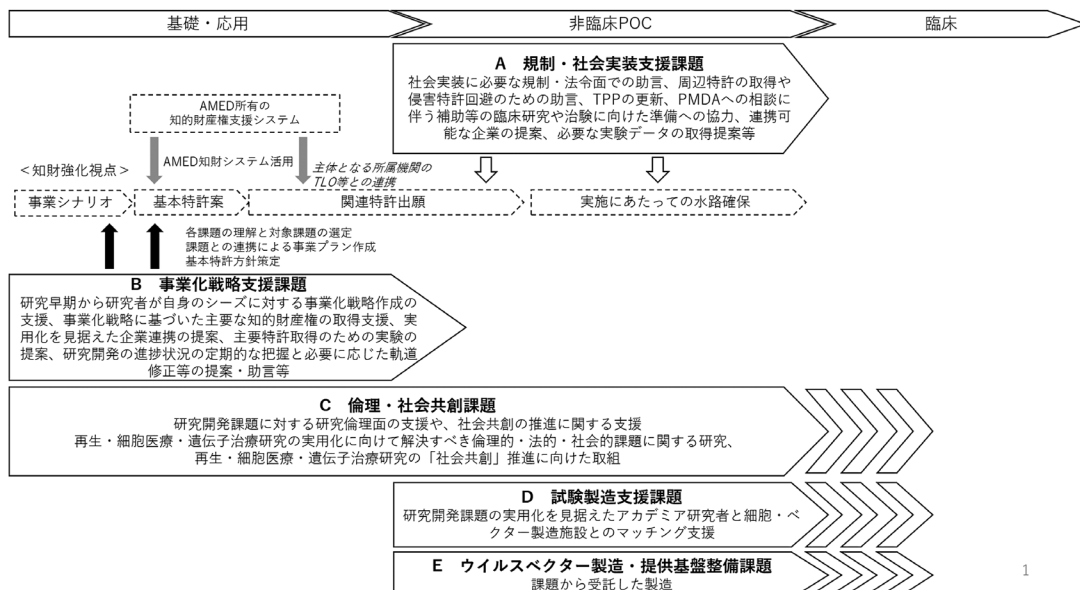 基礎・応用
非臨床POC
臨床
A 規制・社会実装支援課題
社会実装に必要な規制・法令面での助言、周辺特許の取得や
侵害特許回避のための助言、TPPの更新、PMDAへの相談に
伴う補助等の臨床研究や治験に向けた準備への協力、連携可
能な企業の提案、必要な実験データの取得提案等
AMED所有の
知的財産権支援システム
AMED知財システム活用
主体となる所属機関の
TLO等との連携
＜知財強化視点＞
事業シナリオ
基本特許案
関連特許出願
実施にあたっての水路確保
各課題の理解と対象課題の選定
課題との連携による事業プラン作成
基本特許方針策定
B 事業化戦略支援課題
研究早期から研究者が自身のシーズに対する事業化戦略作成の
支援、事業化戦略に基づいた主要な知的財産権の取得支援、実
用化を見据えた企業連携の提案、主要特許取得のための実験の
提案、研究開発の進捗状況の定期的な把握と必要に応じた軌道
修正等の提案・助言等
C 倫理・社会共創課題
研究開発課題に対する研究倫理面の支援や、社会共創の推進に関する支援
再生・細胞医療・遺伝子治療研究の実用化に向けて解決すべき倫理的・法的・社会的課題に関する研究、
再生・細胞医療・遺伝子治療研究の「社会共創」推進に向けた取組
D 試験製造支援課題
研究開発課題の実用化を見据えたアカデミア研究者と細胞・ベ
クター製造施設とのマッチング支援
E ウイルスベクター製造・提供基盤整備課題
課題から受託した製造
1